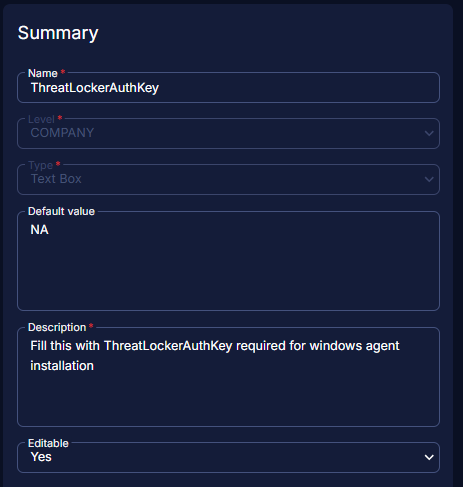 Summary
Name *
ThreatLockerAuthKey
Level *
COMPANY
Type *
Text Box
Default value
NA
Description *
Fill this with ThreatLockerAuthKey required for windows agent
installation
Editable
Yes